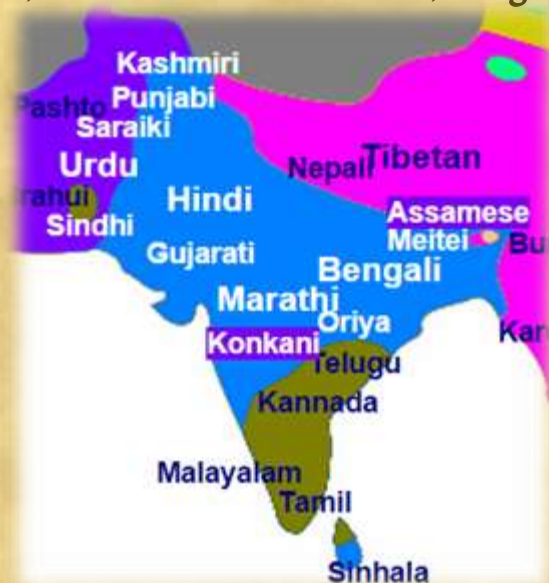 Kashmiri
Pashto
Punjabi
Saraiki
Urdu
Nepali Tibetan
Hindi
Sindhi
Assamese
Meitei
Gujarati
Bengali
Marathi
Oriya
Konkani
Telugu
Kannada
Malayalam
Tamil
Sinhala